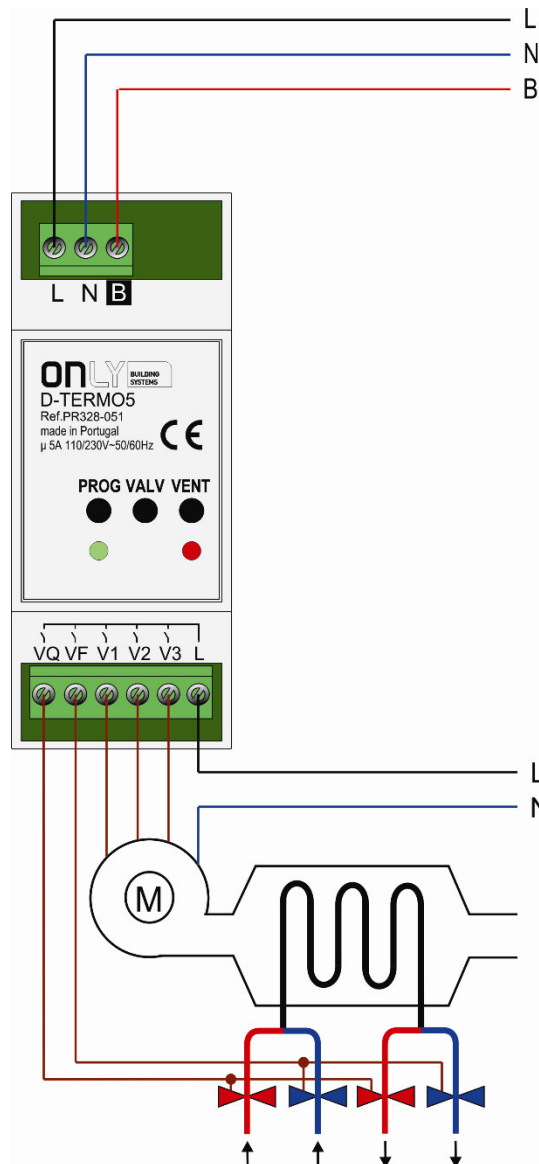 L
N
B
L N B
ONLY BUILDING
SYSTEMS
D-TERMO5
Ref.PR328-051
made in Portugal
µ 5A 110/230V~50/60Hz
CE
PROG VALV VENT
VQ VF V1 V2 V3 L
L
N
M